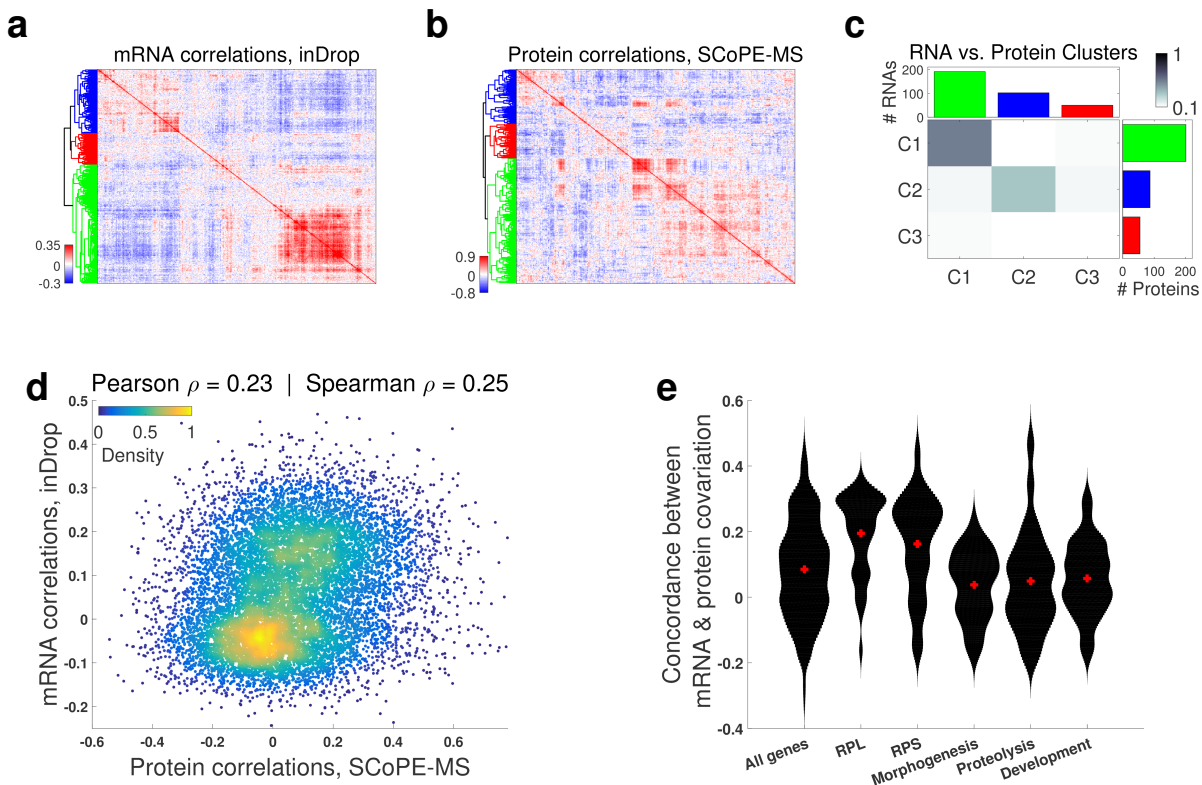 a
mRNA correlations, inDrop
0.35
0
-0.3
b
Protein correlations, SCoPE-MS
0.9
0
-0.8
c
RNA vs. Protein Clusters
1
0.1
# RNAs
200
100
0
C1
C2
C3
C1
C2
C3
0
100
200
# Proteins
d
Pearson ρ = 0.23 | Spearman ρ = 0.25
0
0.5
1
Density
mRNA correlations, inDrop
0.5
0.4
0.3
0.2
0.1
0
-0.1
-0.2
-0.6
-0.4
-0.2
0
0.2
0.4
0.6
Protein correlations, SCoPE-MS
e
Concordance between
mRNA & protein covariation
0.6
0.4
0.2
0
-0.2
-0.4
All genes
RPL
RPS
Morphogenesis
Proteolysis
Development